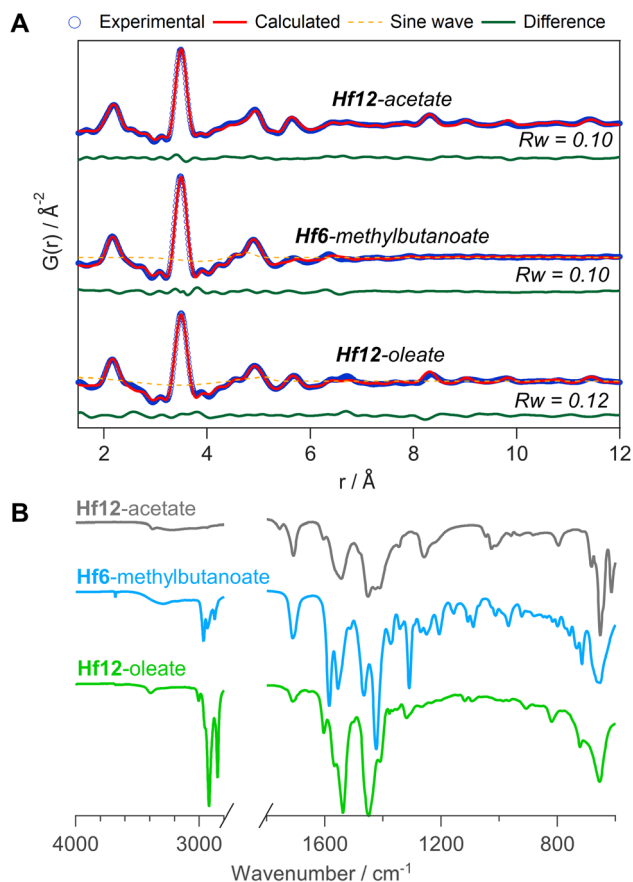 A
Experimental Calculated Sine wave Difference
Hf12-acetate
Rw = 0.10
Hf6-methylbutanoate
Rw = 0.10
Hf12-oleate
Rw = 0.12
G(r) / Å⁻²
2 4 6 8 10 12
r / Å
B
Hf12-acetate
Hf6-methylbutanoate
Hf12-oleate
4000 3000 1600 1200 800
Wavenumber / cm⁻¹